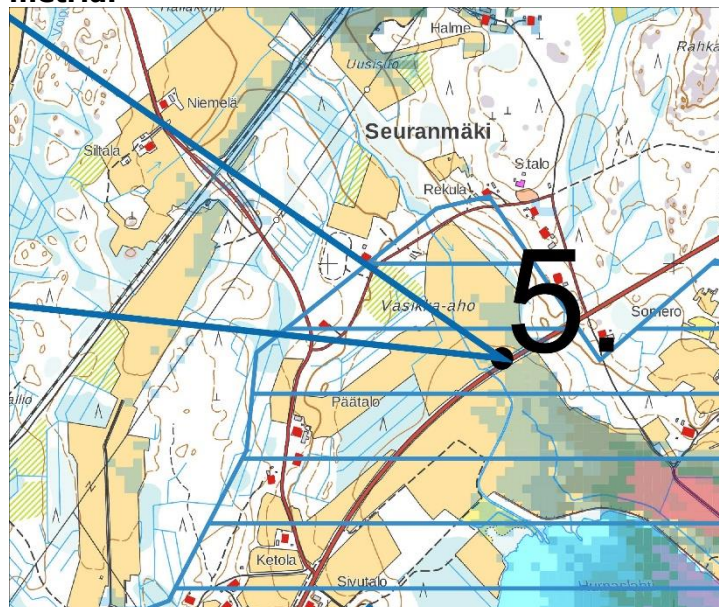 Halme
Uusisuo
Niemelä
Seuranmäki
Siltala
S.talo
Rekula
5.
Vasikka-aho
Somero
Päätalo
Ketola
Sivutalo